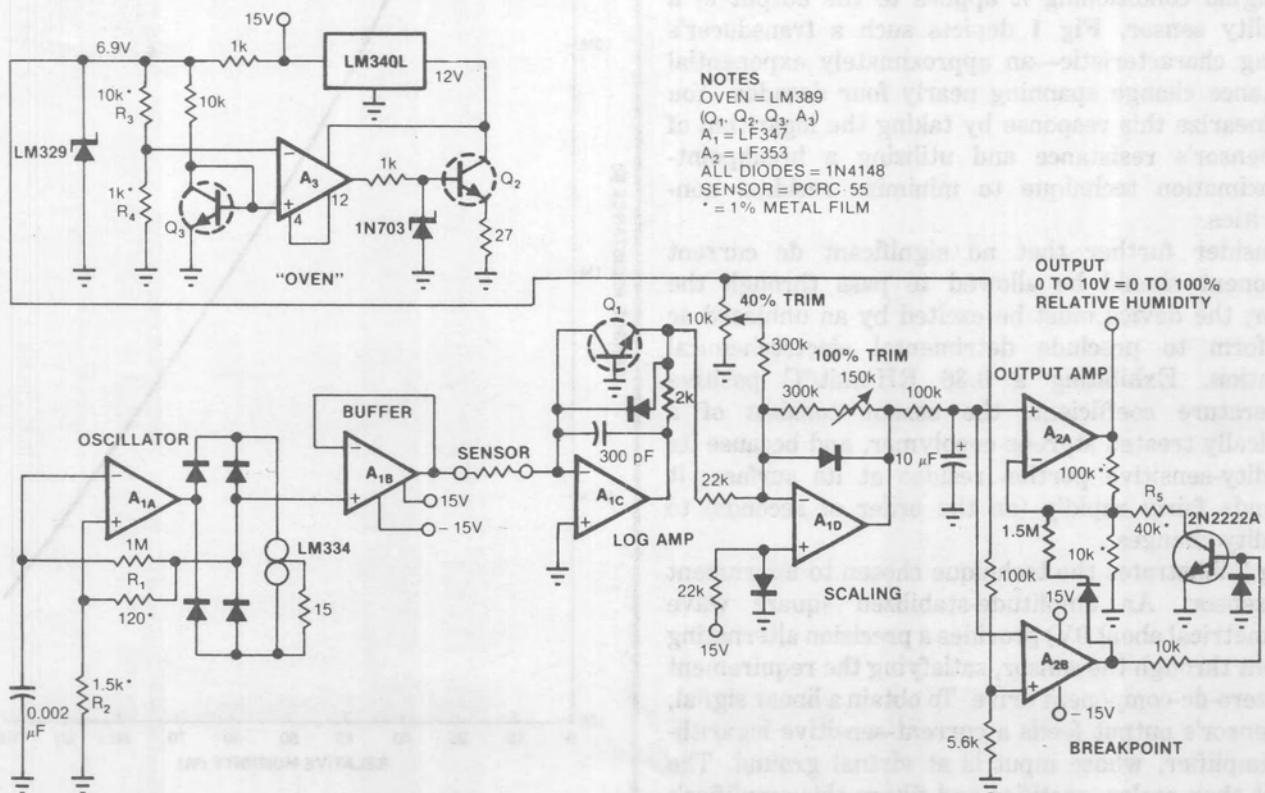 15V
6.9V
1k
LM340L
12V
10k*
R3
10k
LM329
1k*
R4
Q3
A3
−
+
12
4
1k
1N703
Q2
27
"OVEN"
NOTES
OVEN = LM389
(Q1, Q2, Q3, A3)
A1 = LF347
A2 = LF353
ALL DIODES = 1N4148
SENSOR = PCRC 55
* = 1% METAL FILM
OUTPUT
0 TO 10V = 0 TO 100%
RELATIVE HUMIDITY
Q1
10k
40% TRIM
300k
100% TRIM
300k
150k
100k
OUTPUT AMP
A2A
BUFFER
OSCILLATOR
A1A
A1B
15V
−15V
SENSOR
2k
300 pF
A1C
LOG AMP
22k
A1D
SCALING
22k
15V
10 μF
+
100k*
R5
40k*
2N2222A
10k*
1.5M
100k
15V
A2B
−15V
10k
BREAKPOINT
5.6k
LM334
15
1M
R1
120*
1.5k*
R2
0.002
μF